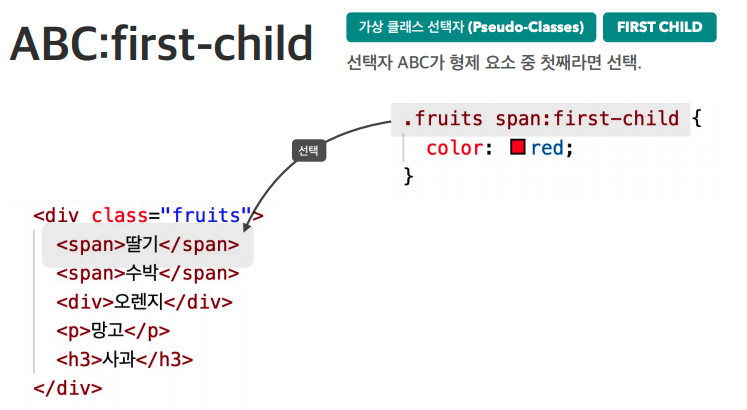 ABC:first-child
가상 클래스 선택자 (Pseudo-Classes)
FIRST CHILD
선택자 ABC가 형제 요소 중 첫째라면 선택.
.fruits span:first-child {
color: red;
}
선택
<div class="fruits">
<span>딸기</span>
<span>수박</span>
<div>오렌지</div>
<p>망고</p>
<h3>사과</h3>
</div>